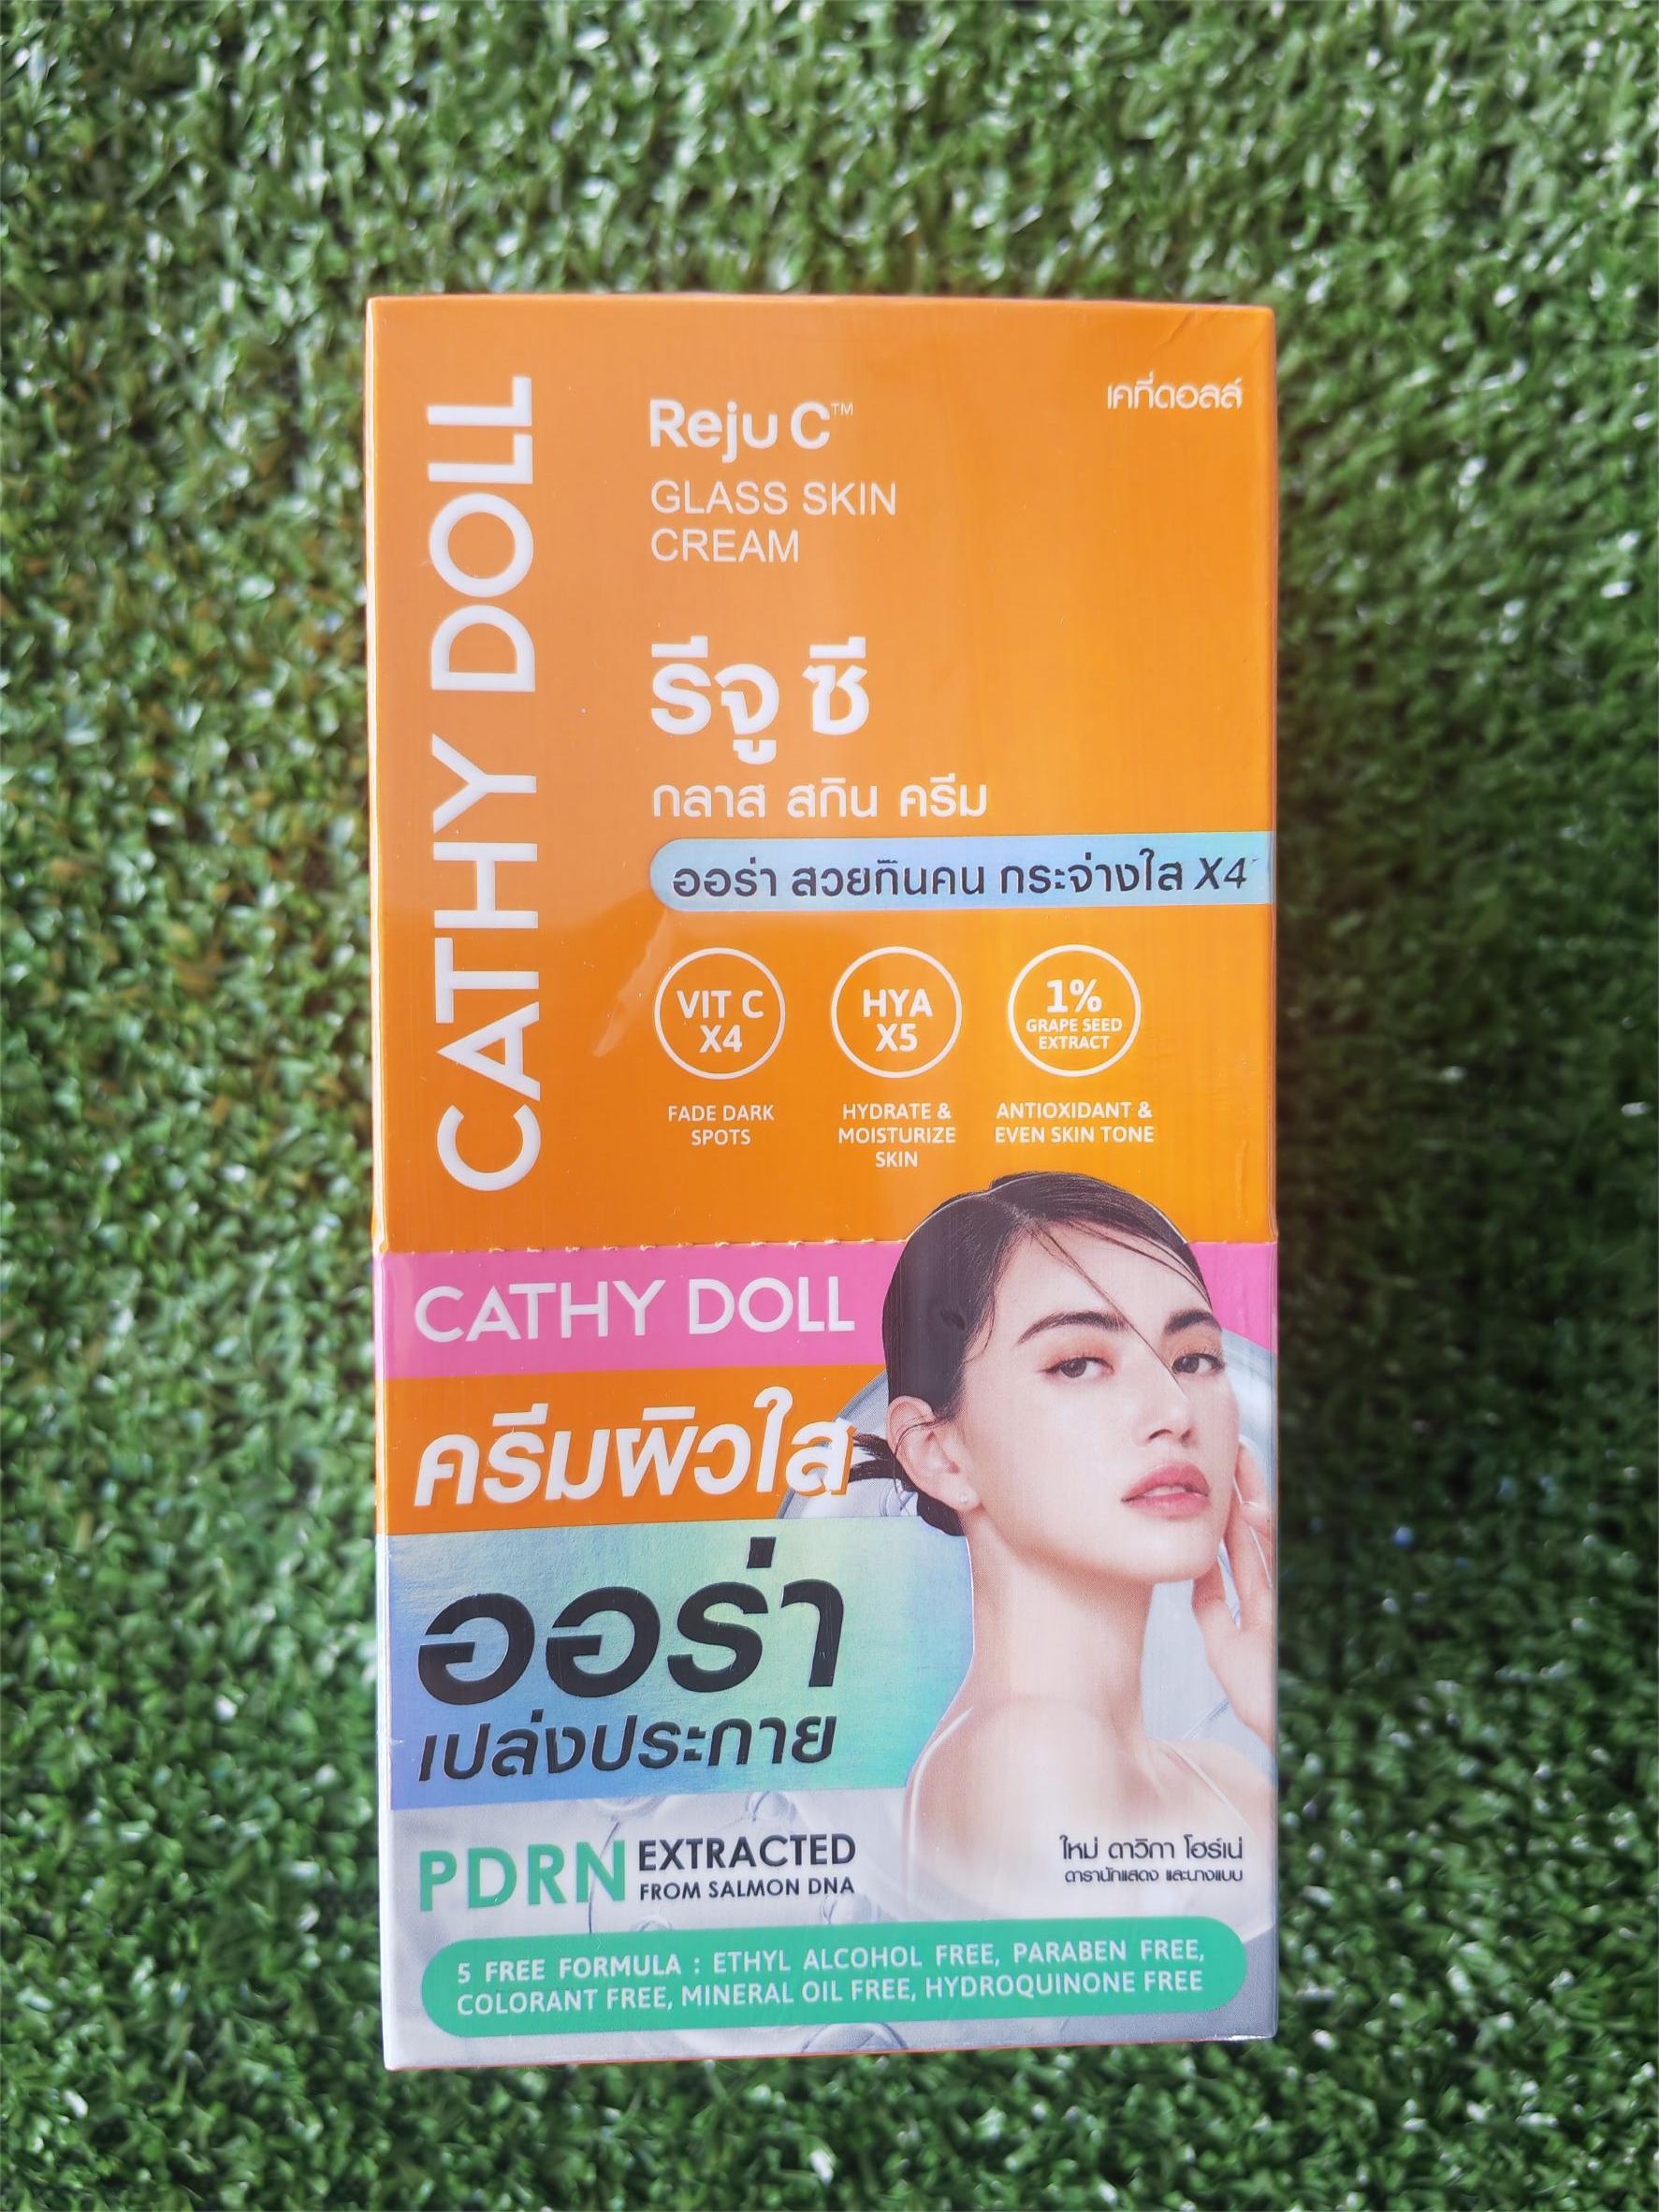 CATHY DOLL
Reju C™
เคที่ดอลล์
GLASS SKIN
CREAM
รีจู ซี
กลาส สกิน ครีม
ออร่า สวยทันคน กระจ่างใส X4
VIT C
X4
FADE DARK
SPOTS
HYA
X5
HYDRATE &
MOISTURIZE
SKIN
1%
GRAPE SEED
EXTRACT
ANTIOXIDANT &
EVEN SKIN TONE
CATHY DOLL
ครีมผิวใส
ออร่า
เปล่งประกาย
PDRN EXTRACTED
FROM SALMON DNA
ใหม่ ดาวิกา โฮร์เน่
ดารานักแสดง และนางแบบ
5 FREE FORMULA : ETHYL ALCOHOL FREE, PARABEN FREE,
COLORANT FREE, MINERAL OIL FREE, HYDROQUINONE FREE